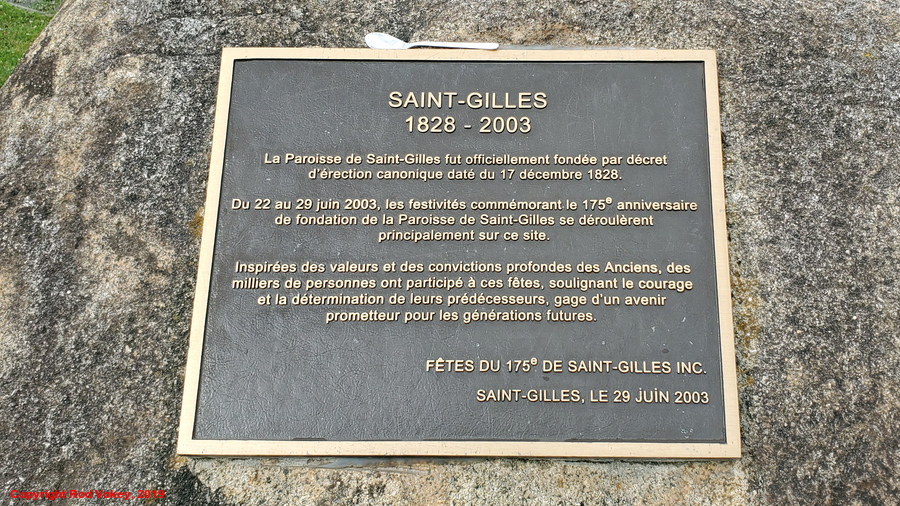 SAINT-GILLES
1828 - 2003
La Paroisse de Saint-Gilles fut officiellement fondée par décret
d'érection canonique daté du 17 décembre 1828.
Du 22 au 29 juin 2003, les festivités commémorant le 175e anniversaire
de fondation de la Paroisse de Saint-Gilles se déroulèrent
principalement sur ce site.
Inspirées des valeurs et des convictions profondes des Anciens, des
milliers de personnes ont participé à ces fêtes, soulignant le courage
et la détermination de leurs prédécesseurs, gage d'un avenir
prometteur pour les générations futures.
FÊTES DU 175e DE SAINT-GILLES INC.
SAINT-GILLES, LE 29 JUIN 2003
Copyright Rod